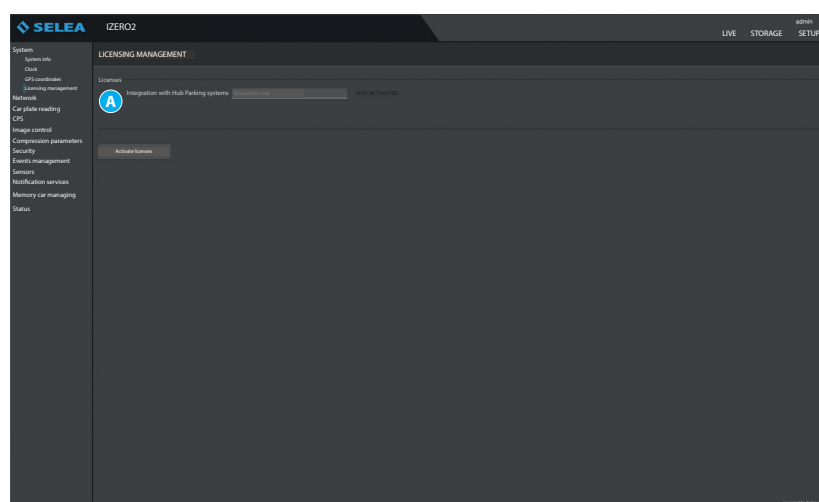 SELEA
IZERO2
admin
LIVE STORAGE SETUP
System
System info
Clock
GPS coordinates
Licensing management
Network
Car plate reading
CPS
Image control
Compression parameters
Security
Events management
Sensors
Notification services
Memory car managing
Status
LICENSING MANAGEMENT
Licenses
A
Integration with Hub Parking systems Activation code NOT ACTIVATED
Activate licenses